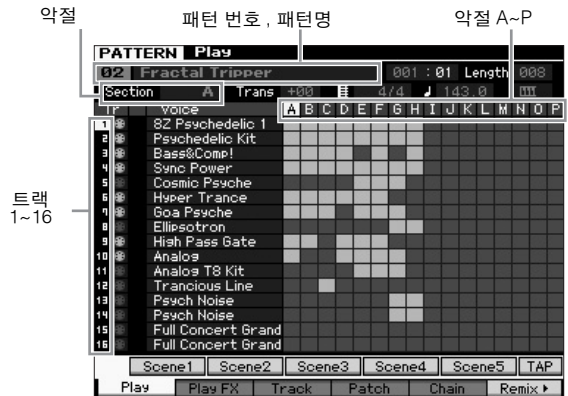 악절
패턴 번호 , 패턴명
악절 A~P
PATTERN Play
02 Fractal Tripper 001 : 01 Length 008
Section A Trans +00 4/4 143.0
Tr Voice A B C D E F G H I J K L M N O P
트랙
1~16
1 8Z Psychedelic 1
2 Psychedelic Kit
3 Bass&Comp!
4 Sync Power
5 Cosmic Psyche
6 Hyper Trance
7 Goa Psyche
8 Ellipsotron
9 High Pass Gate
10 Analog
11 Analog T8 Kit
12 Trancious Line
13 Psych Noise
14 Psych Noise
15 Full Concert Grand
16 Full Concert Grand
Scene1 Scene2 Scene3 Scene4 Scene5 TAP
Play Play FX Track Patch Chain Remix